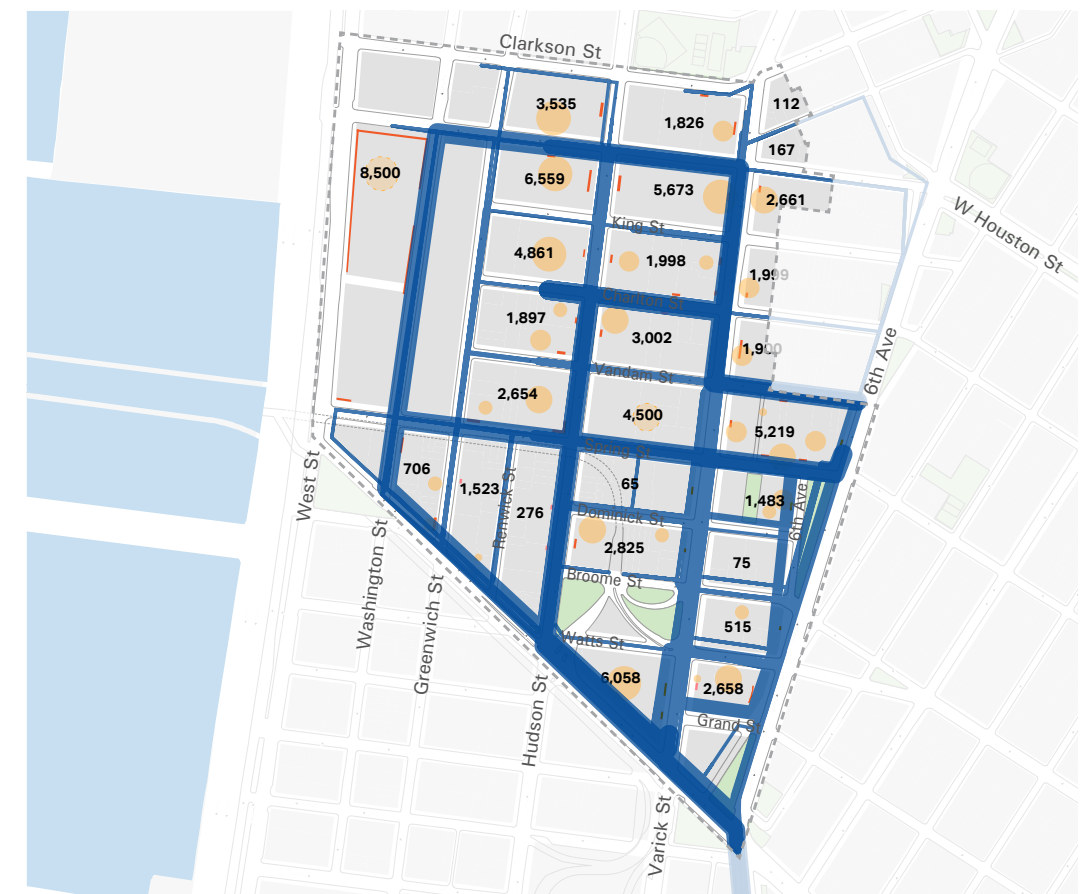 Clarkson St
3,535
112
1,826
167
8,500
6,559
5,673
2,661
W Houston St
King St
4,861
1,998
1,999
Charlton St
1,897
3,002
1,900
6th Ave
Vandam St
2,654
4,500
5,219
Spring St
706
1,523
65
1,483
West St
Renwick St
276
Dominick St
6th Ave
2,825
75
Washington St
Broome St
Greenwich St
515
Watts St
6,058
2,658
Hudson St
Grand St
Varick St